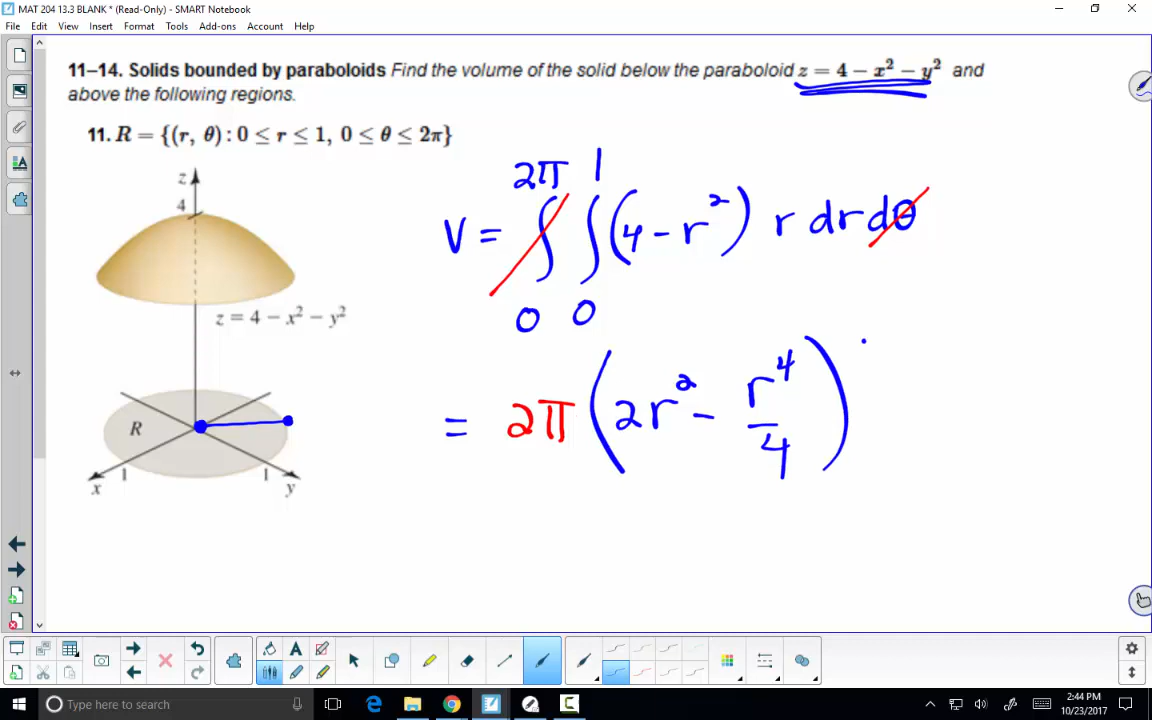 MAT 204 13.3 BLANK * (Read-Only) - SMART Notebook
File Edit View Insert Format Tools Add-ons Account Help
11–14. Solids bounded by paraboloids Find the volume of the solid below the paraboloid z = 4 − x² − y² and
above the following regions.
11. R = {(r, θ) : 0 ≤ r ≤ 1, 0 ≤ θ ≤ 2π}
z
4
z = 4 − x² − y²
R
1 1
x y
2π 1
V = ∫ ∫ (4 − r²) r dr dθ
0 0
= 2π (2r² − r⁴/4)
Type here to search
2:44 PM
10/23/2017